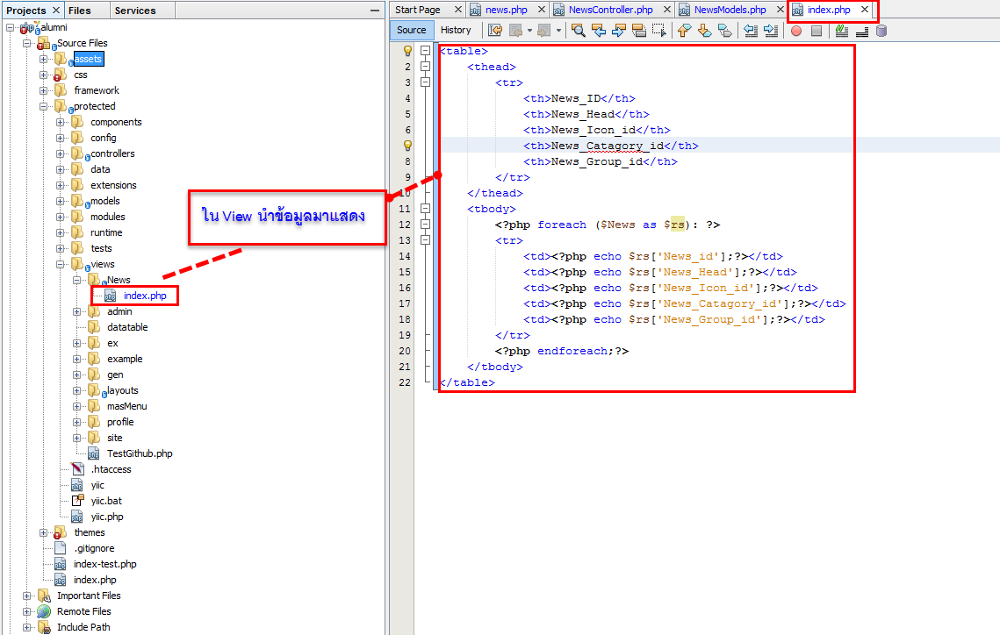 Projects
Files
Services
alumni
Source Files
assets
css
framework
protected
components
config
controllers
data
extensions
models
modules
runtime
tests
views
News
index.php
admin
datatable
ex
example
gen
layouts
masMenu
profile
site
TestGithub.php
.htaccess
yiic
yiic.bat
yiic.php
themes
.gitignore
index-test.php
index.php
Important Files
Remote Files
Include Path
ใน View นำข้อมูลมาแสดง
Start Page
news.php
NewsController.php
NewsModels.php
index.php
Source
History
<table>
2 <thead>
3 <tr>
4 <th>News_ID</th>
5 <th>News_Head</th>
6 <th>News_Icon_id</th>
<th>News_Catagory_id</th>
8 <th>News_Group_id</th>
9 </tr>
10 </thead>
11 <tbody>
12 <?php foreach ($News as $rs): ?>
13 <tr>
14 <td><?php echo $rs['News_id'];?></td>
15 <td><?php echo $rs['News_Head'];?></td>
16 <td><?php echo $rs['News_Icon_id'];?></td>
17 <td><?php echo $rs['News_Catagory_id'];?></td>
18 <td><?php echo $rs['News_Group_id'];?></td>
19 </tr>
20 <?php endforeach;?>
21 </tbody>
22 </table>